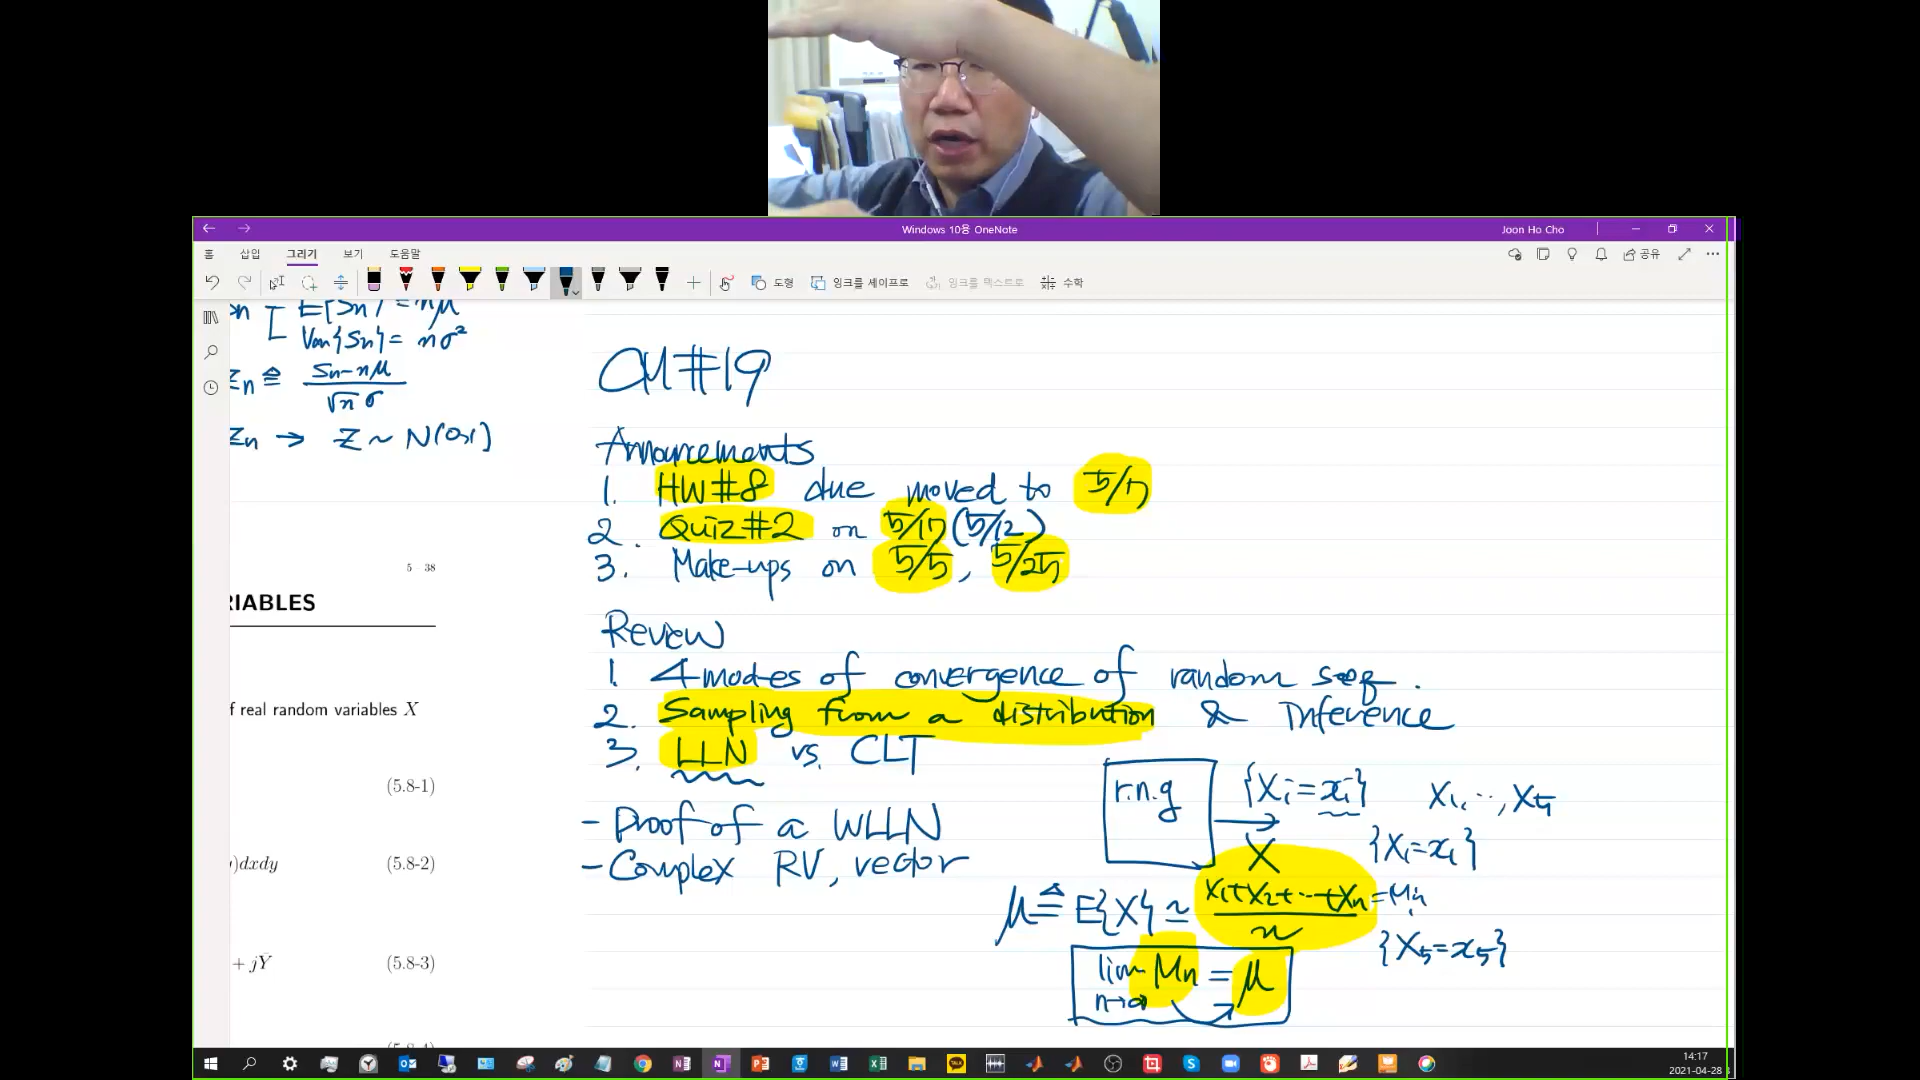 Windows 10용 OneNote
Joon Ho Cho
홈 삽입 그리기 보기 도움말
공유
도형 잉크를 셰이프로 잉크를 텍스트로 수학
E[Sn] = nμ
Var{Sn} = nσ²
Zn ≜ Sn-nμ / √n σ
Zn → Z ~ N(0,1)
5 38
RIABLES
f real random variables X
(5.8-1)
)dxdy (5.8-2)
+ jY (5.8-3)
CM#19
Announcements
1. HW#8 due moved to
2. Quiz#2 on 5/17 (5/12)
3. Make-ups on 5/5, 5/25
Review
1. 4 modes of convergence of random seq.
2. Sampling from a distribution & Inference
3. LLN vs. CLT
- Proof of a WLLN
- Complex RV, vector
r.n.g → {Xi = xi} X1, ..., X5
X {X1=x1}
μ ≜ E{X} ≃ X1+X2+...+Xn / n = Mn
{X5=x5}
lim n→∞ Mn = μ
14:17
2021-04-28